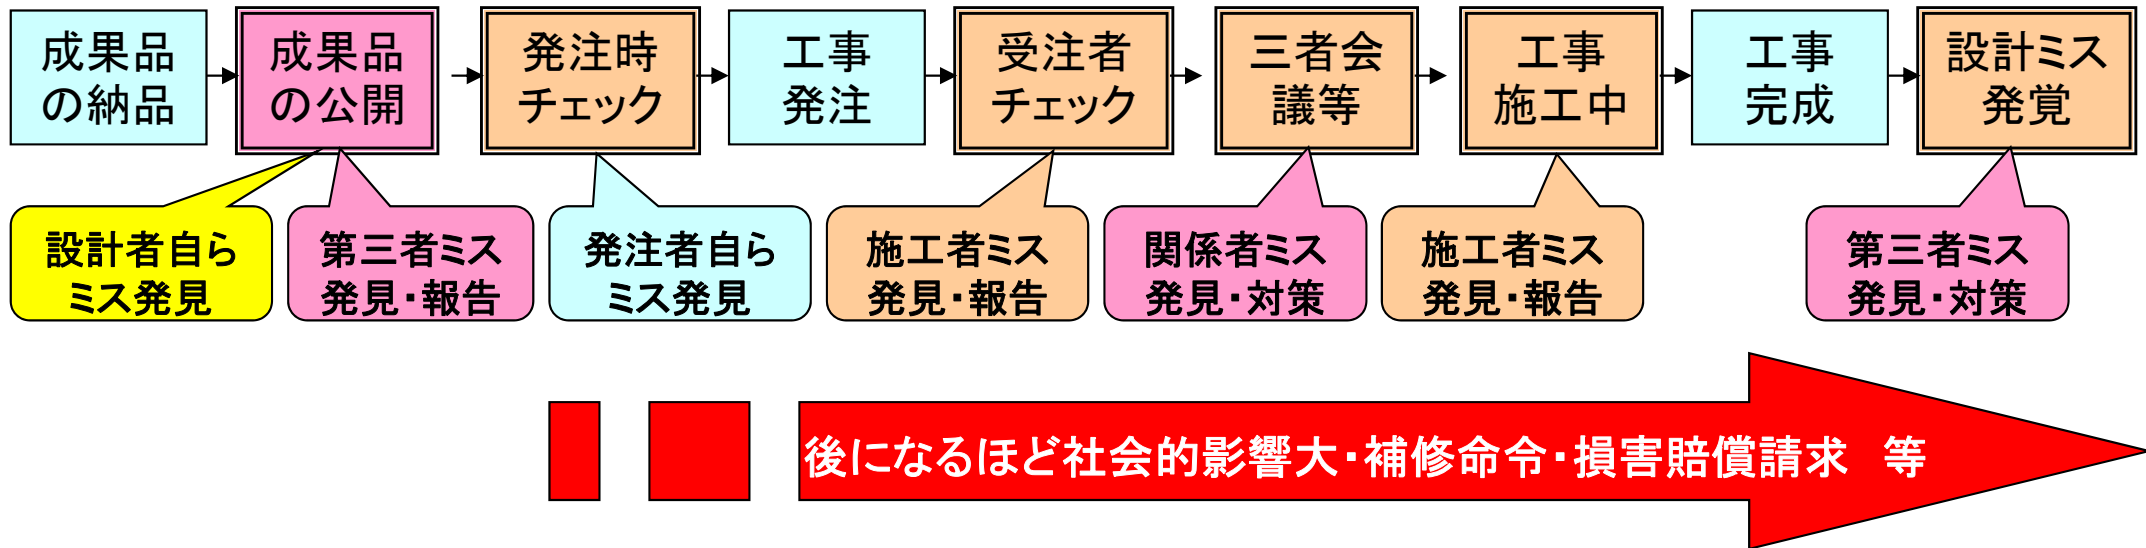 成果品
の納品
成果品
の公開
発注時
チェック
工事
発注
受注者
チェック
三者会
議等
工事
施工中
工事
完成
設計ミス
発覚
設計者自ら
ミス発見
第三者ミス
発見・報告
発注者自ら
ミス発見
施工者ミス
発見・報告
関係者ミス
発見・対策
施工者ミス
発見・報告
第三者ミス
発見・対策
後になるほど社会的影響大・補修命令・損害賠償請求　等